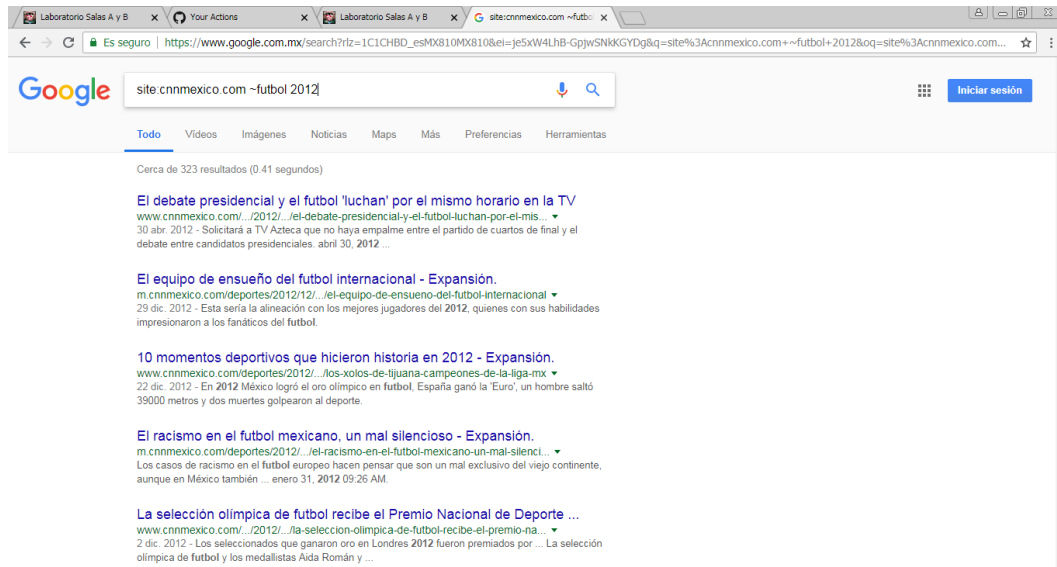 Laboratorio Salas A y B
Your Actions
Laboratorio Salas A y B
site:cnnmexico.com ~futbo
Es seguro https://www.google.com.mx/search?rlz=1C1CHBD_esMX810MX810&ei=je5xW4LhB-GpjwSNkKGYDg&q=site%3Acnnmexico.com+~futbol+2012&oq=site%3Acnnmexico.com...
Google
site:cnnmexico.com ~futbol 2012
Iniciar sesión
Todo Vídeos Imágenes Noticias Maps Más Preferencias Herramientas
Cerca de 323 resultados (0.41 segundos)
El debate presidencial y el futbol 'luchan' por el mismo horario en la TV
www.cnnmexico.com/.../2012/.../el-debate-presidencial-y-el-futbol-luchan-por-el-mis...
30 abr. 2012 - Solicitará a TV Azteca que no haya empalme entre el partido de cuartos de final y el
debate entre candidatos presidenciales. abril 30, 2012 ...
El equipo de ensueño del futbol internacional - Expansión.
m.cnnmexico.com/deportes/2012/12/.../el-equipo-de-ensueno-del-futbol-internacional
29 dic. 2012 - Esta sería la alineación con los mejores jugadores del 2012, quienes con sus habilidades
impresionaron a los fanáticos del futbol.
10 momentos deportivos que hicieron historia en 2012 - Expansión.
www.cnnmexico.com/deportes/2012/.../los-xolos-de-tijuana-campeones-de-la-liga-mx
22 dic. 2012 - En 2012 México logró el oro olímpico en futbol, España ganó la 'Euro', un hombre saltó
39000 metros y dos muertes golpearon al deporte.
El racismo en el futbol mexicano, un mal silencioso - Expansión.
m.cnnmexico.com/deportes/2012/.../el-racismo-en-el-futbol-mexicano-un-mal-silenci...
Los casos de racismo en el futbol europeo hacen pensar que son un mal exclusivo del viejo continente,
aunque en México también ... enero 31, 2012 09:26 AM.
La selección olímpica de futbol recibe el Premio Nacional de Deporte ...
www.cnnmexico.com/.../2012/.../la-seleccion-olimpica-de-futbol-recibe-el-premio-na...
2 dic. 2012 - Los seleccionados que ganaron oro en Londres 2012 fueron premiados por ... La selección
olímpica de futbol y los medallistas Aida Román y ...